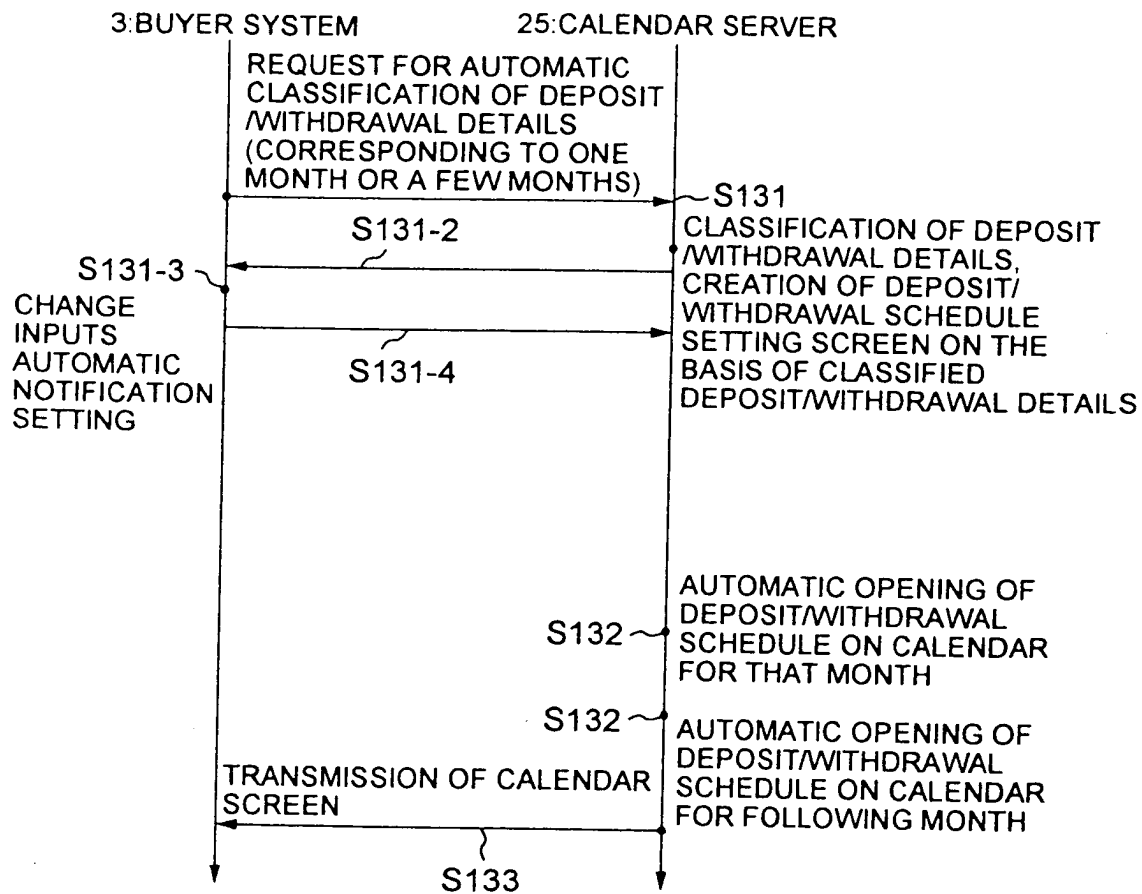 3:BUYER SYSTEM
25:CALENDAR SERVER
REQUEST FOR AUTOMATIC
CLASSIFICATION OF DEPOSIT
/WITHDRAWAL DETAILS
(CORRESPONDING TO ONE
MONTH OR A FEW MONTHS)
S131
S131-2
CLASSIFICATION OF DEPOSIT
/WITHDRAWAL DETAILS,
CREATION OF DEPOSIT/
WITHDRAWAL SCHEDULE
SETTING SCREEN ON THE
BASIS OF CLASSIFIED
DEPOSIT/WITHDRAWAL DETAILS
S131-3
CHANGE
INPUTS
AUTOMATIC
NOTIFICATION
SETTING
S131-4
S132
AUTOMATIC OPENING OF
DEPOSIT/WITHDRAWAL
SCHEDULE ON CALENDAR
FOR THAT MONTH
S132
AUTOMATIC OPENING OF
DEPOSIT/WITHDRAWAL
SCHEDULE ON CALENDAR
FOR FOLLOWING MONTH
TRANSMISSION OF CALENDAR
SCREEN
S133